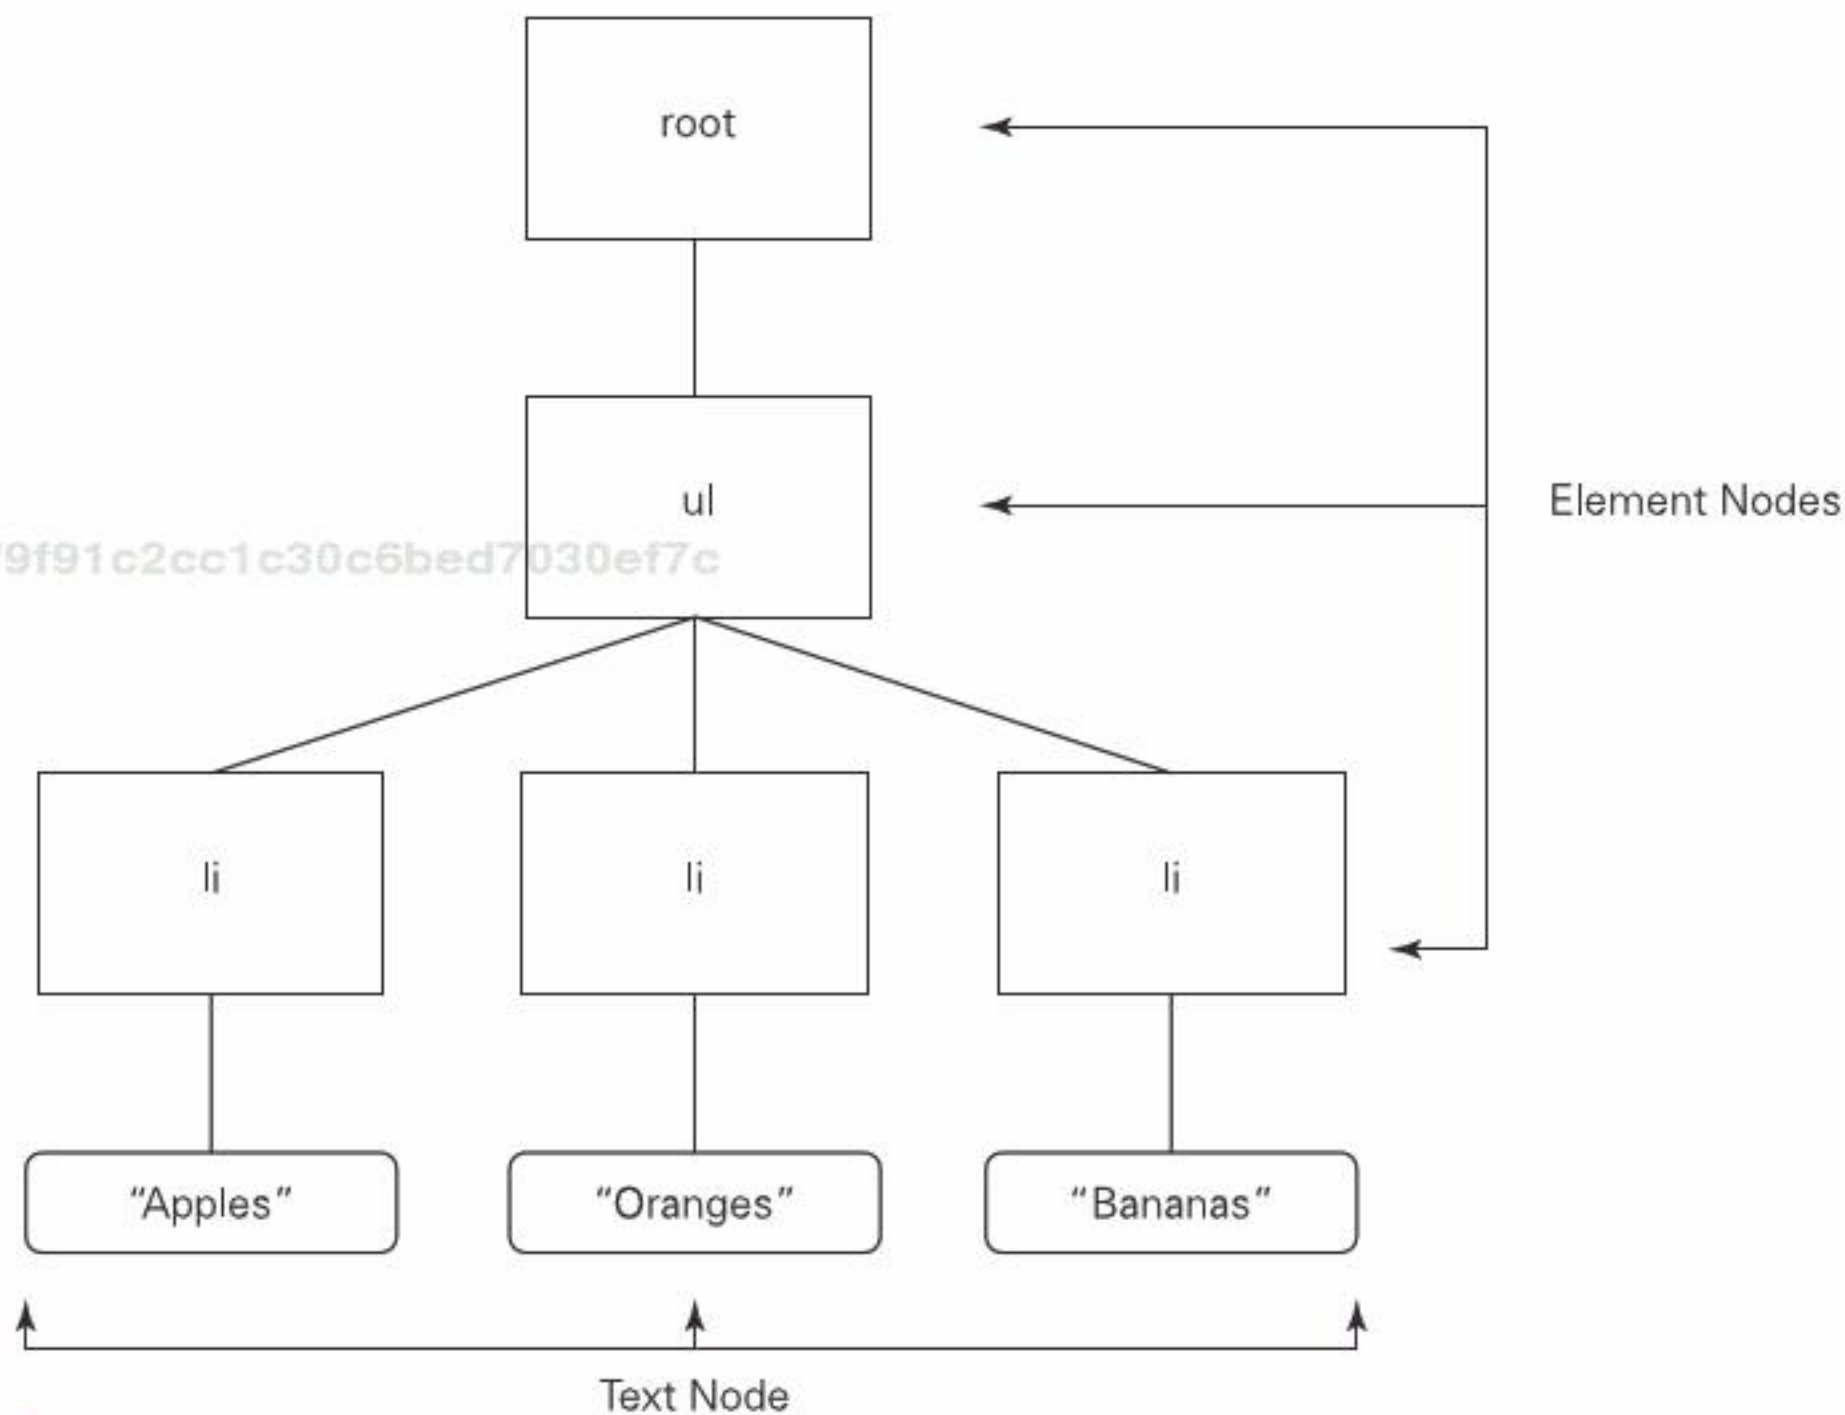 root
ul
Element Nodes
9f91c2cc1c30c6bed7030ef7c
li
li
li
“Apples”
“Oranges”
“Bananas”
Text Node